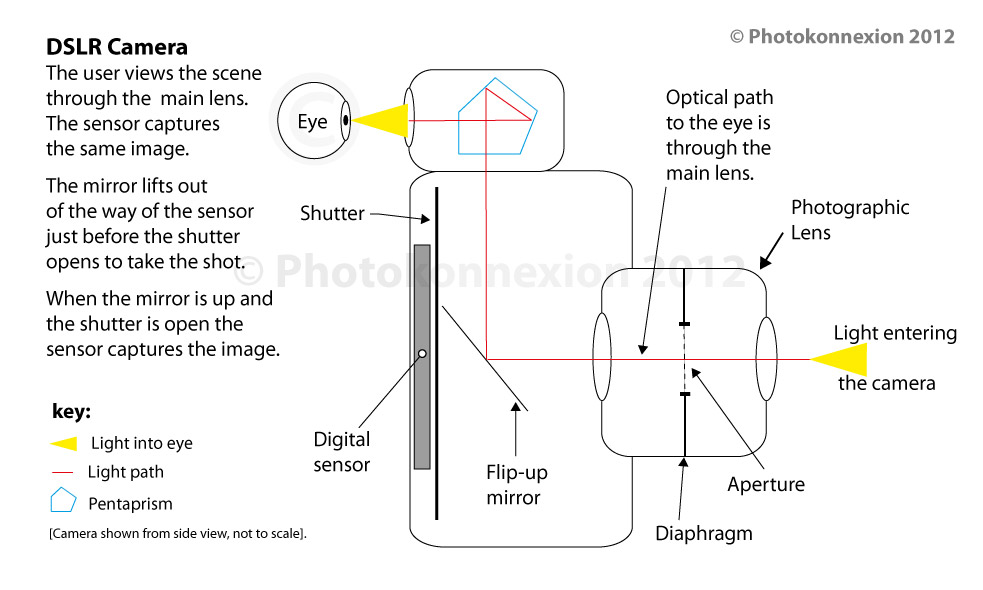 © Photokonnexion 2012
DSLR Camera
The user views the scene
through the main lens.
The sensor captures
the same image.
The mirror lifts out
of the way of the sensor
just before the shutter
opens to take the shot.
When the mirror is up and
the shutter is open the
sensor captures the image.
key:
Light into eye
Light path
Pentaprism
[Camera shown from side view, not to scale].
Eye
Shutter
© Photokonnexion 2012
Digital
sensor
Flip-up
mirror
Optical path
to the eye is
through the
main lens.
Photographic
Lens
Light entering
the camera
Aperture
Diaphragm
©